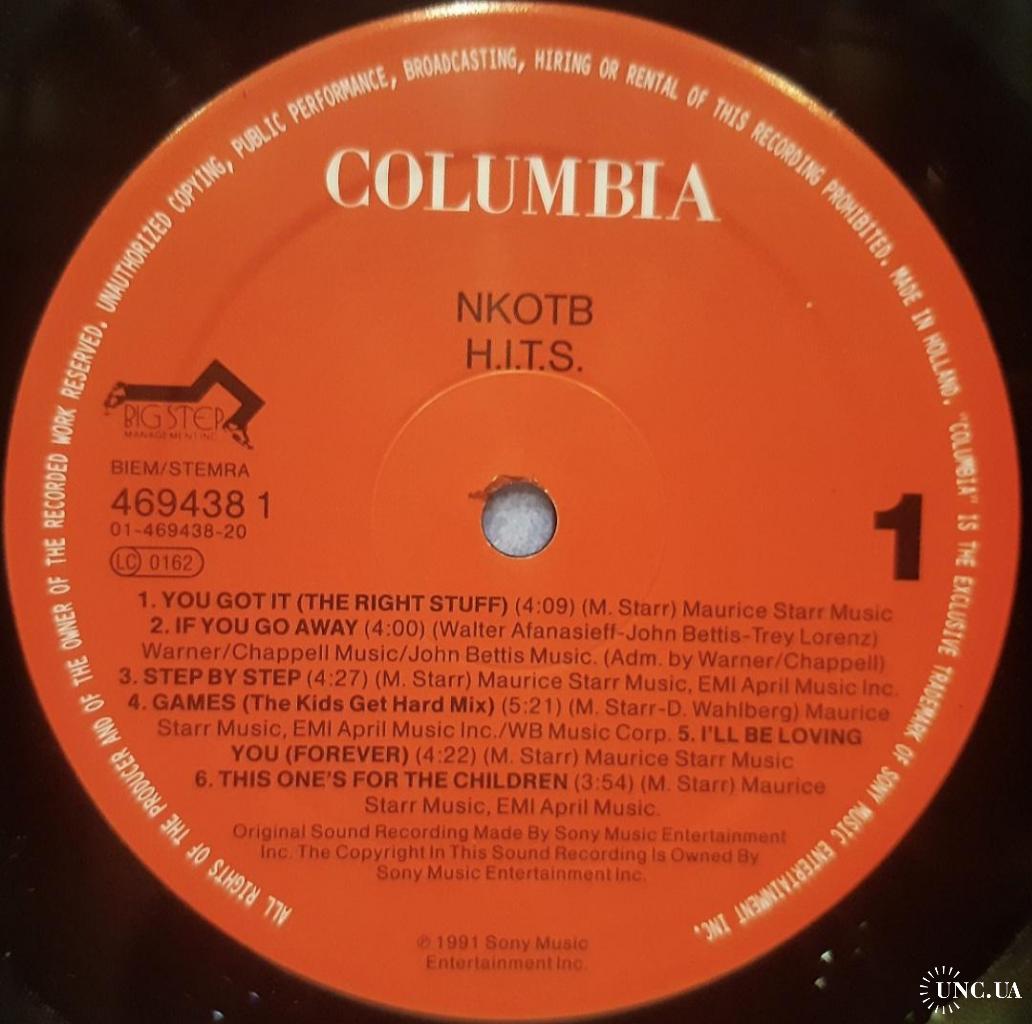 ALL RIGHTS OF THE PRODUCER AND OF THE OWNER OF THE RECORDED WORK RESERVED. UNAUTHORIZED COPYING, PUBLIC PERFORMANCE, BROADCASTING, HIRING OR RENTAL OF THIS RECORDING PROHIBITED. MADE IN HOLLAND. "COLUMBIA" IS THE EXCLUSIVE TRADEMARK OF SONY MUSIC ENTERTAINMENT INC.
COLUMBIA
NKOTB
H.I.T.S.
BIG STEP
MANAGEMENT INC.
BIEM/STEMRA
469438 1
01-469438-20
LC 0162
1
1. YOU GOT IT (THE RIGHT STUFF) (4:09) (M. Starr) Maurice Starr Music
2. IF YOU GO AWAY (4:00) (Walter Afanasieff-John Bettis-Trey Lorenz)
Warner/Chappell Music/John Bettis Music. (Adm. by Warner/Chappell)
3. STEP BY STEP (4:27) (M. Starr) Maurice Starr Music, EMI April Music Inc.
4. GAMES (The Kids Get Hard Mix) (5:21) (M. Starr-D. Wahlberg) Maurice
Starr Music, EMI April Music Inc./WB Music Corp. 5. I'LL BE LOVING
YOU (FOREVER) (4:22) (M. Starr) Maurice Starr Music
6. THIS ONE'S FOR THE CHILDREN (3:54) (M. Starr) Maurice
Starr Music, EMI April Music.
Original Sound Recording Made By Sony Music Entertainment
Inc. The Copyright In This Sound Recording Is Owned By
Sony Music Entertainment Inc.
℗ 1991 Sony Music
Entertainment Inc.
UNC.UA